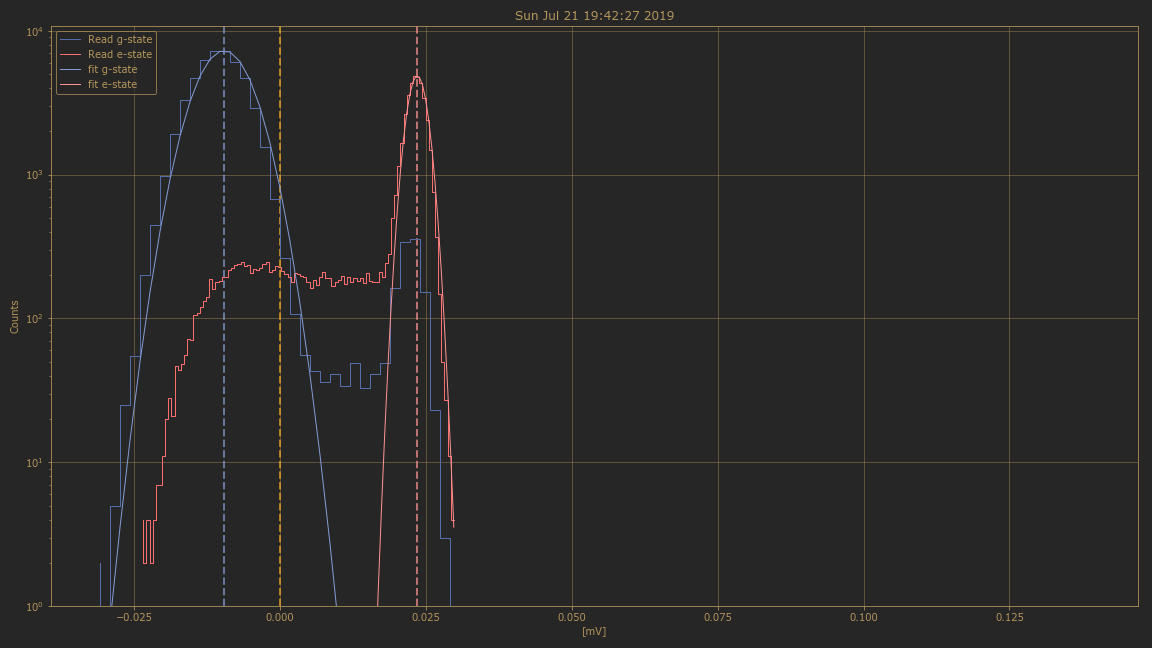 Sun Jul 21 19:42:27 2019
Read g-state
Read e-state
fit g-state
fit e-state
10⁴
10³
10²
10¹
10⁰
Counts
−0.025 0.000 0.025 0.050 0.075 0.100 0.125
[mV]